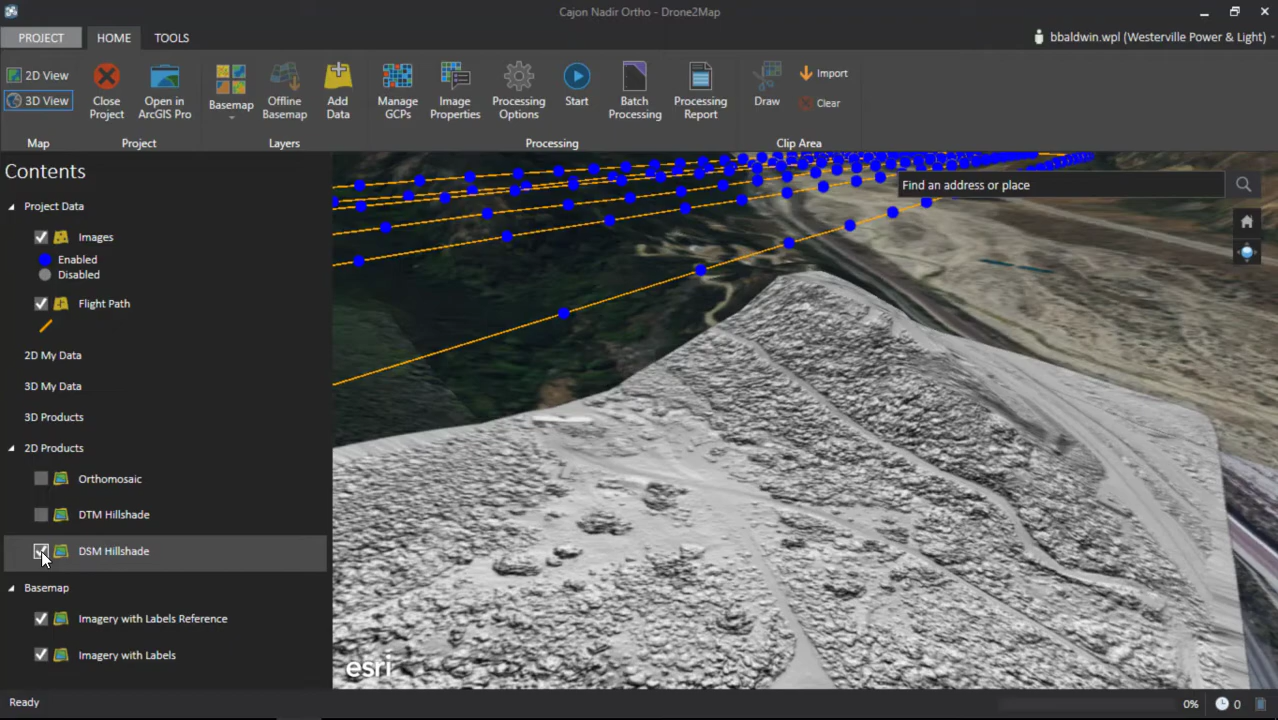 Cajon Nadir Ortho - Drone2Map
PROJECT
HOME
TOOLS
bbaldwin.wpl (Westerville Power & Light)
2D View
3D View
Map
Close
Project
Open in
ArcGIS Pro
Project
Basemap
Offline
Basemap
Add
Data
Layers
Manage
GCPs
Image
Properties
Processing
Options
Start
Batch
Processing
Processing
Report
Processing
Draw
Import
Clear
Clip Area
Contents
Project Data
Images
Enabled
Disabled
Flight Path
2D My Data
3D My Data
3D Products
2D Products
Orthomosaic
DTM Hillshade
DSM Hillshade
Basemap
Imagery with Labels Reference
Imagery with Labels
Find an address or place
esri
Ready
0%
0